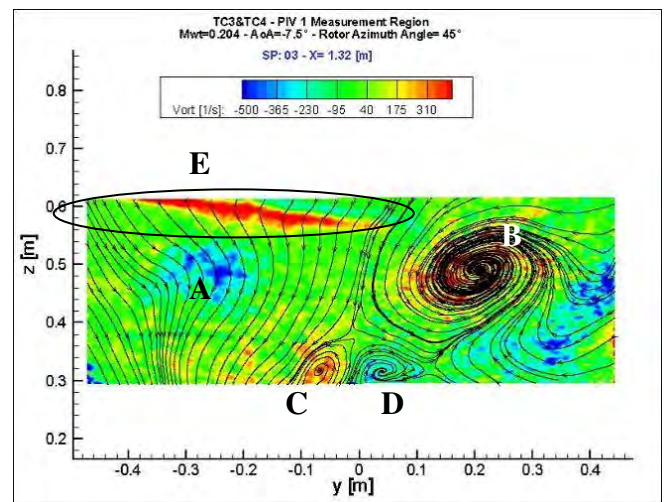 TC3&TC4 - PIV 1 Measurement Region
Mwt=0.204 - AoA=-7.5° - Rotor Azimuth Angle= 45°
SP: 03 - X= 1.32 [m]
Vort [1/s]: -500 -365 -230 -95 40 175 310
E
B
A
C
D
0.8
0.7
0.6
0.5
0.4
0.3
0.2
z [m]
-0.4 -0.3 -0.2 -0.1 0 0.1 0.2 0.3 0.4
y [m]